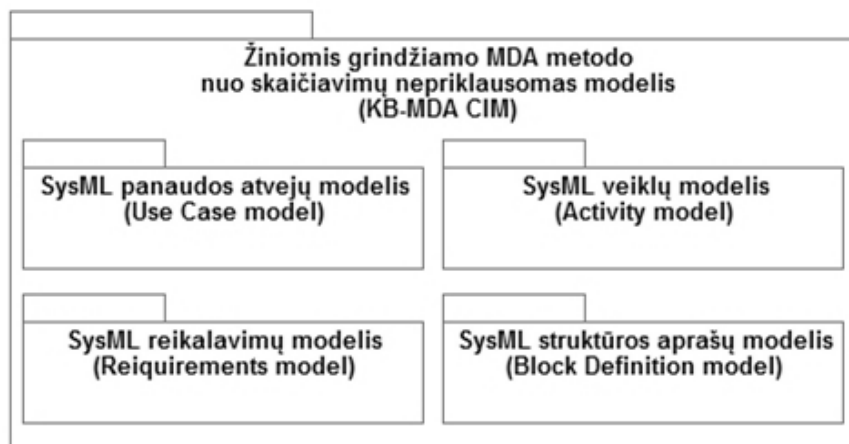 Žiniomis grindžiamo MDA metodo
nuo skaičiavimų nepriklausomas modelis
(KB-MDA CIM)
SysML panaudos atvejų modelis
(Use Case model)
SysML veiklų modelis
(Activity model)
SysML reikalavimų modelis
(Reiquirements model)
SysML struktūros aprašų modelis
(Block Definition model)